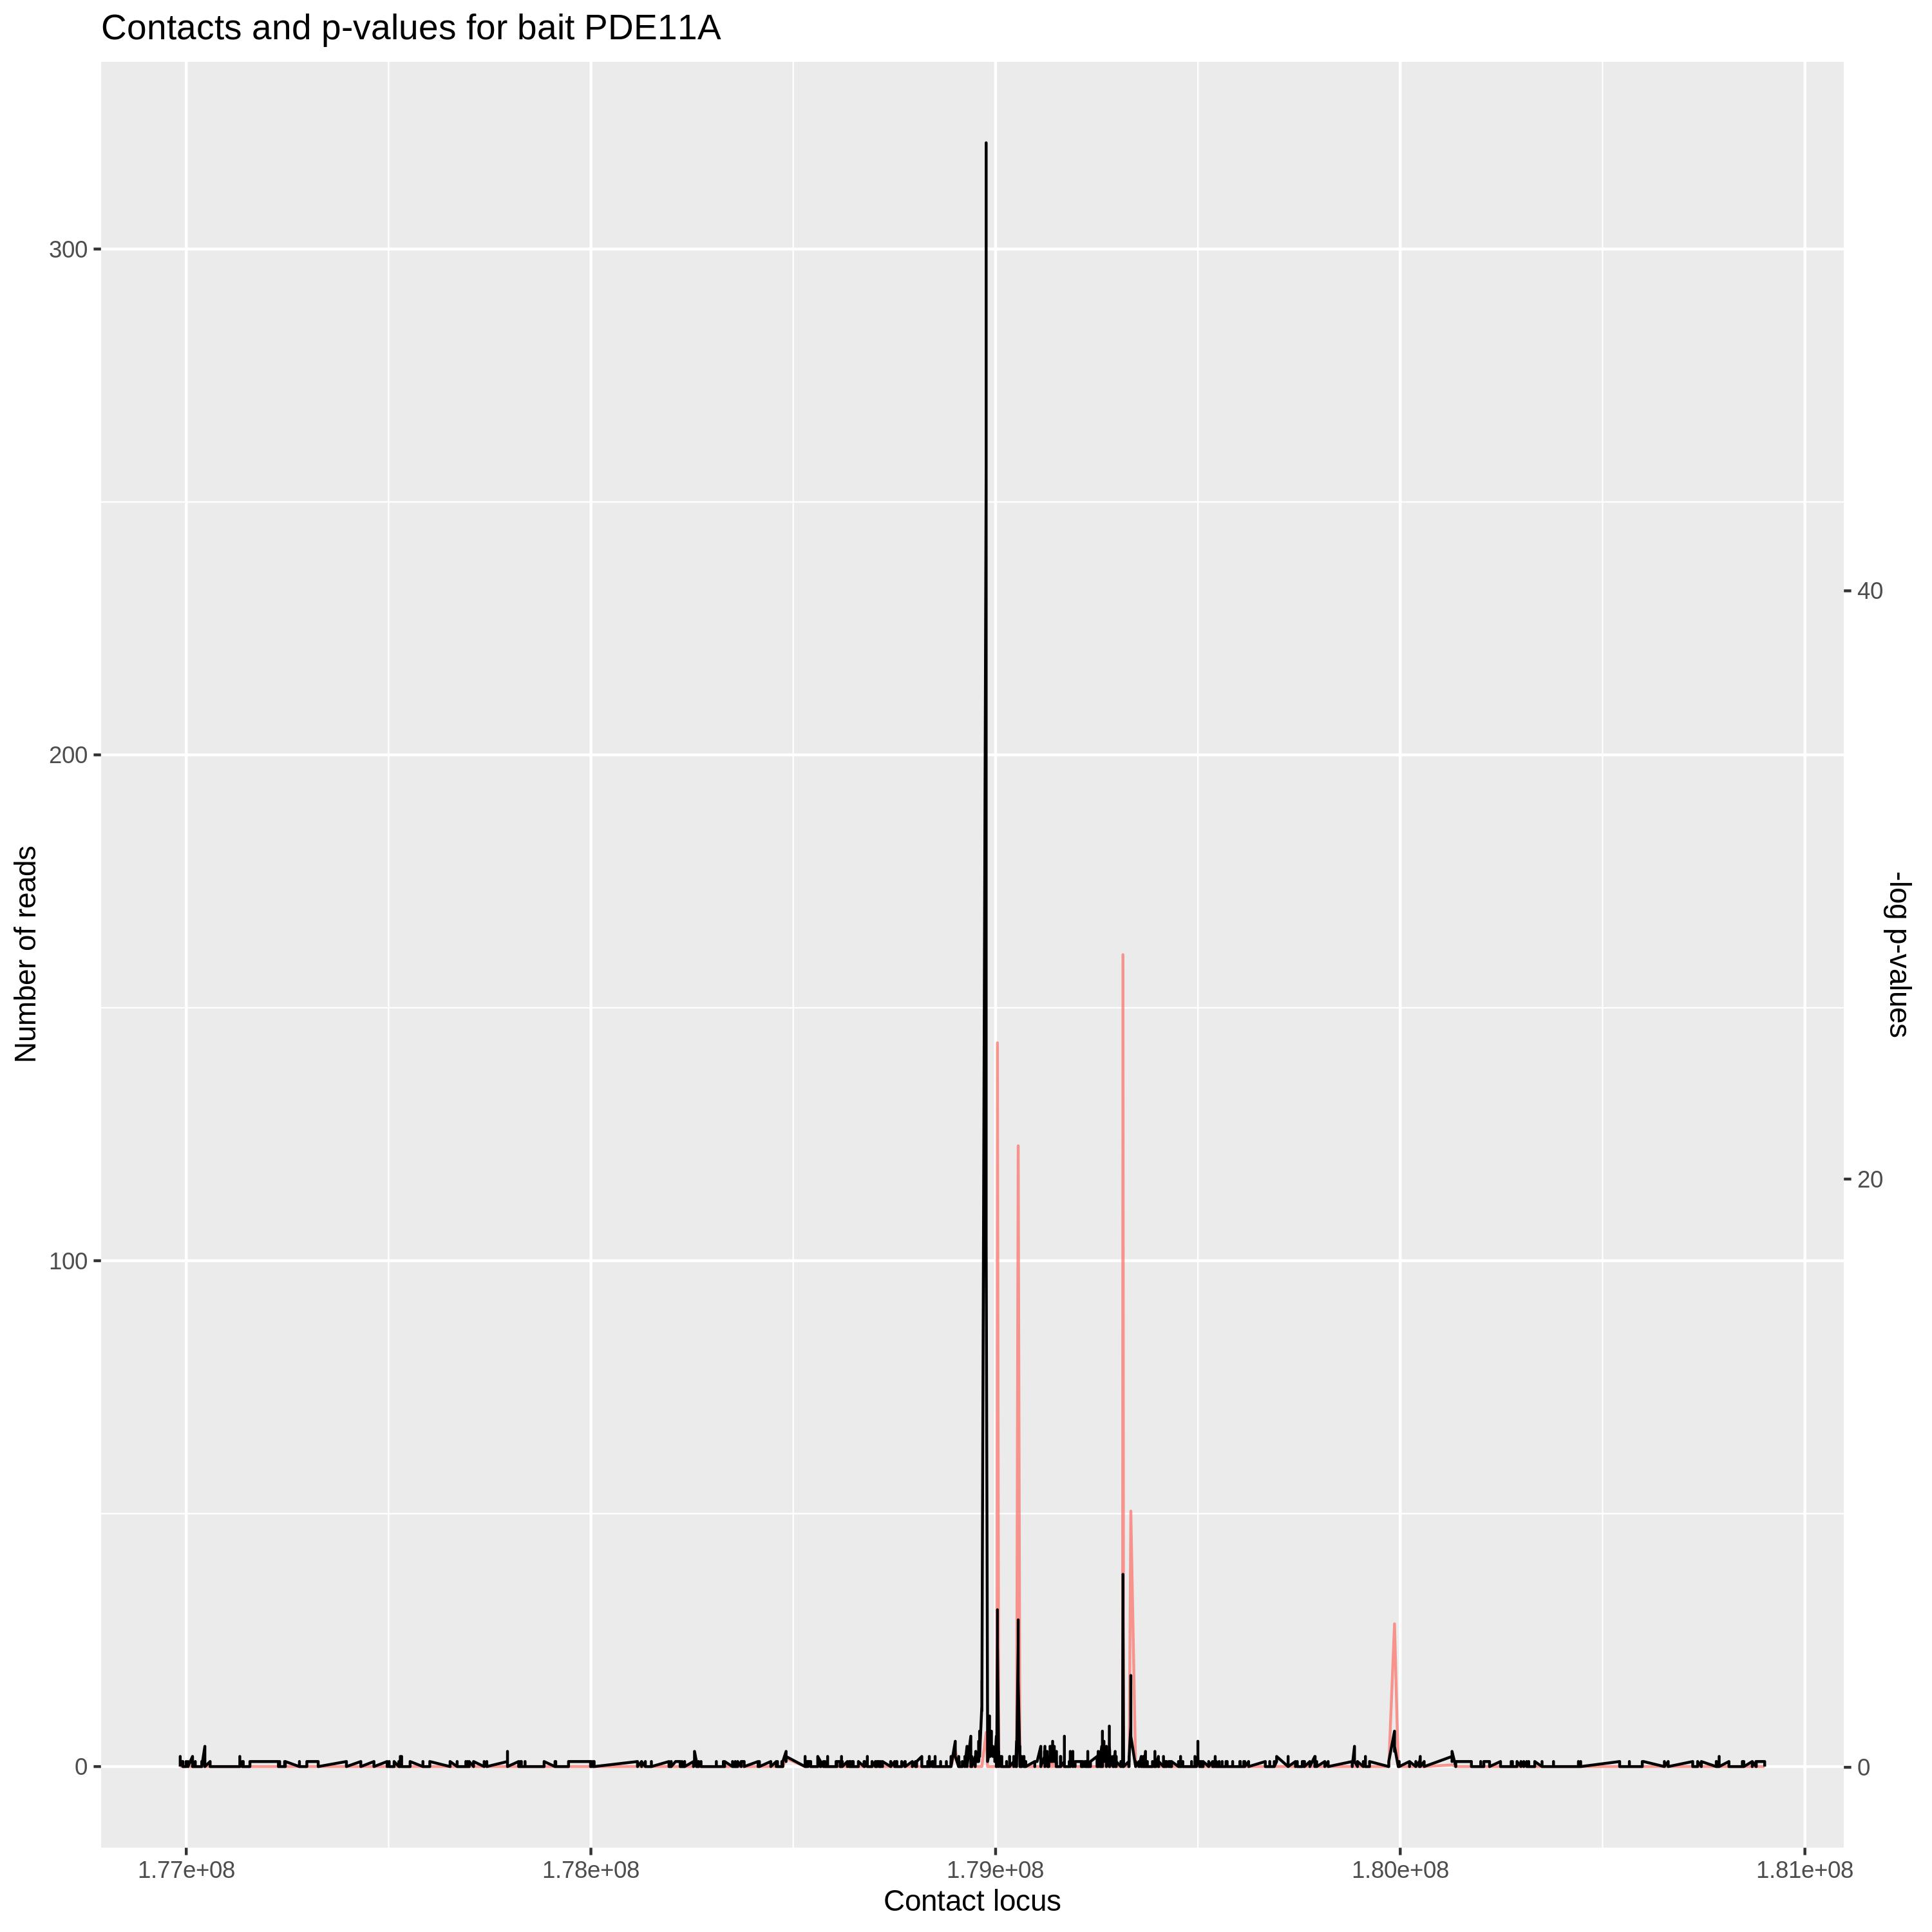 Contacts and p-values for bait PDE11A
300
200
100
0
Number of reads
40
20
0
-log p-values
1.77e+08
1.78e+08
1.79e+08
1.80e+08
1.81e+08
Contact locus